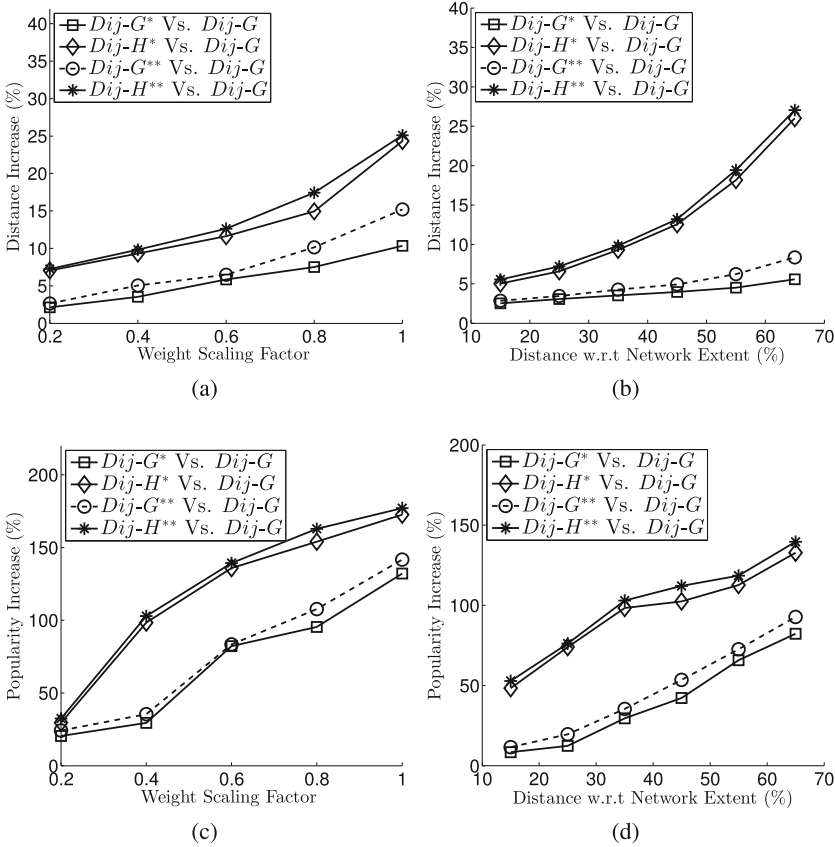 Dij-G* Vs. Dij-G
Dij-H* Vs. Dij-G
Dij-G** Vs. Dij-G
Dij-H** Vs. Dij-G
Distance Increase (%)
40
35
30
25
20
15
10
5
0
0.2 0.4 0.6 0.8 1
Weight Scaling Factor
(a)
Dij-G* Vs. Dij-G
Dij-H* Vs. Dij-G
Dij-G** Vs. Dij-G
Dij-H** Vs. Dij-G
Distance Increase (%)
40
35
30
25
20
15
10
5
0
10 20 30 40 50 60 70
Distance w.r.t Network Extent (%)
(b)
Dij-G* Vs. Dij-G
Dij-H* Vs. Dij-G
Dij-G** Vs. Dij-G
Dij-H** Vs. Dij-G
Popularity Increase (%)
200
150
100
50
0
0.2 0.4 0.6 0.8 1
Weight Scaling Factor
(c)
Dij-G* Vs. Dij-G
Dij-H* Vs. Dij-G
Dij-G** Vs. Dij-G
Dij-H** Vs. Dij-G
Popularity Increase (%)
200
150
100
50
0
10 20 30 40 50 60 70
Distance w.r.t Network Extent (%)
(d)